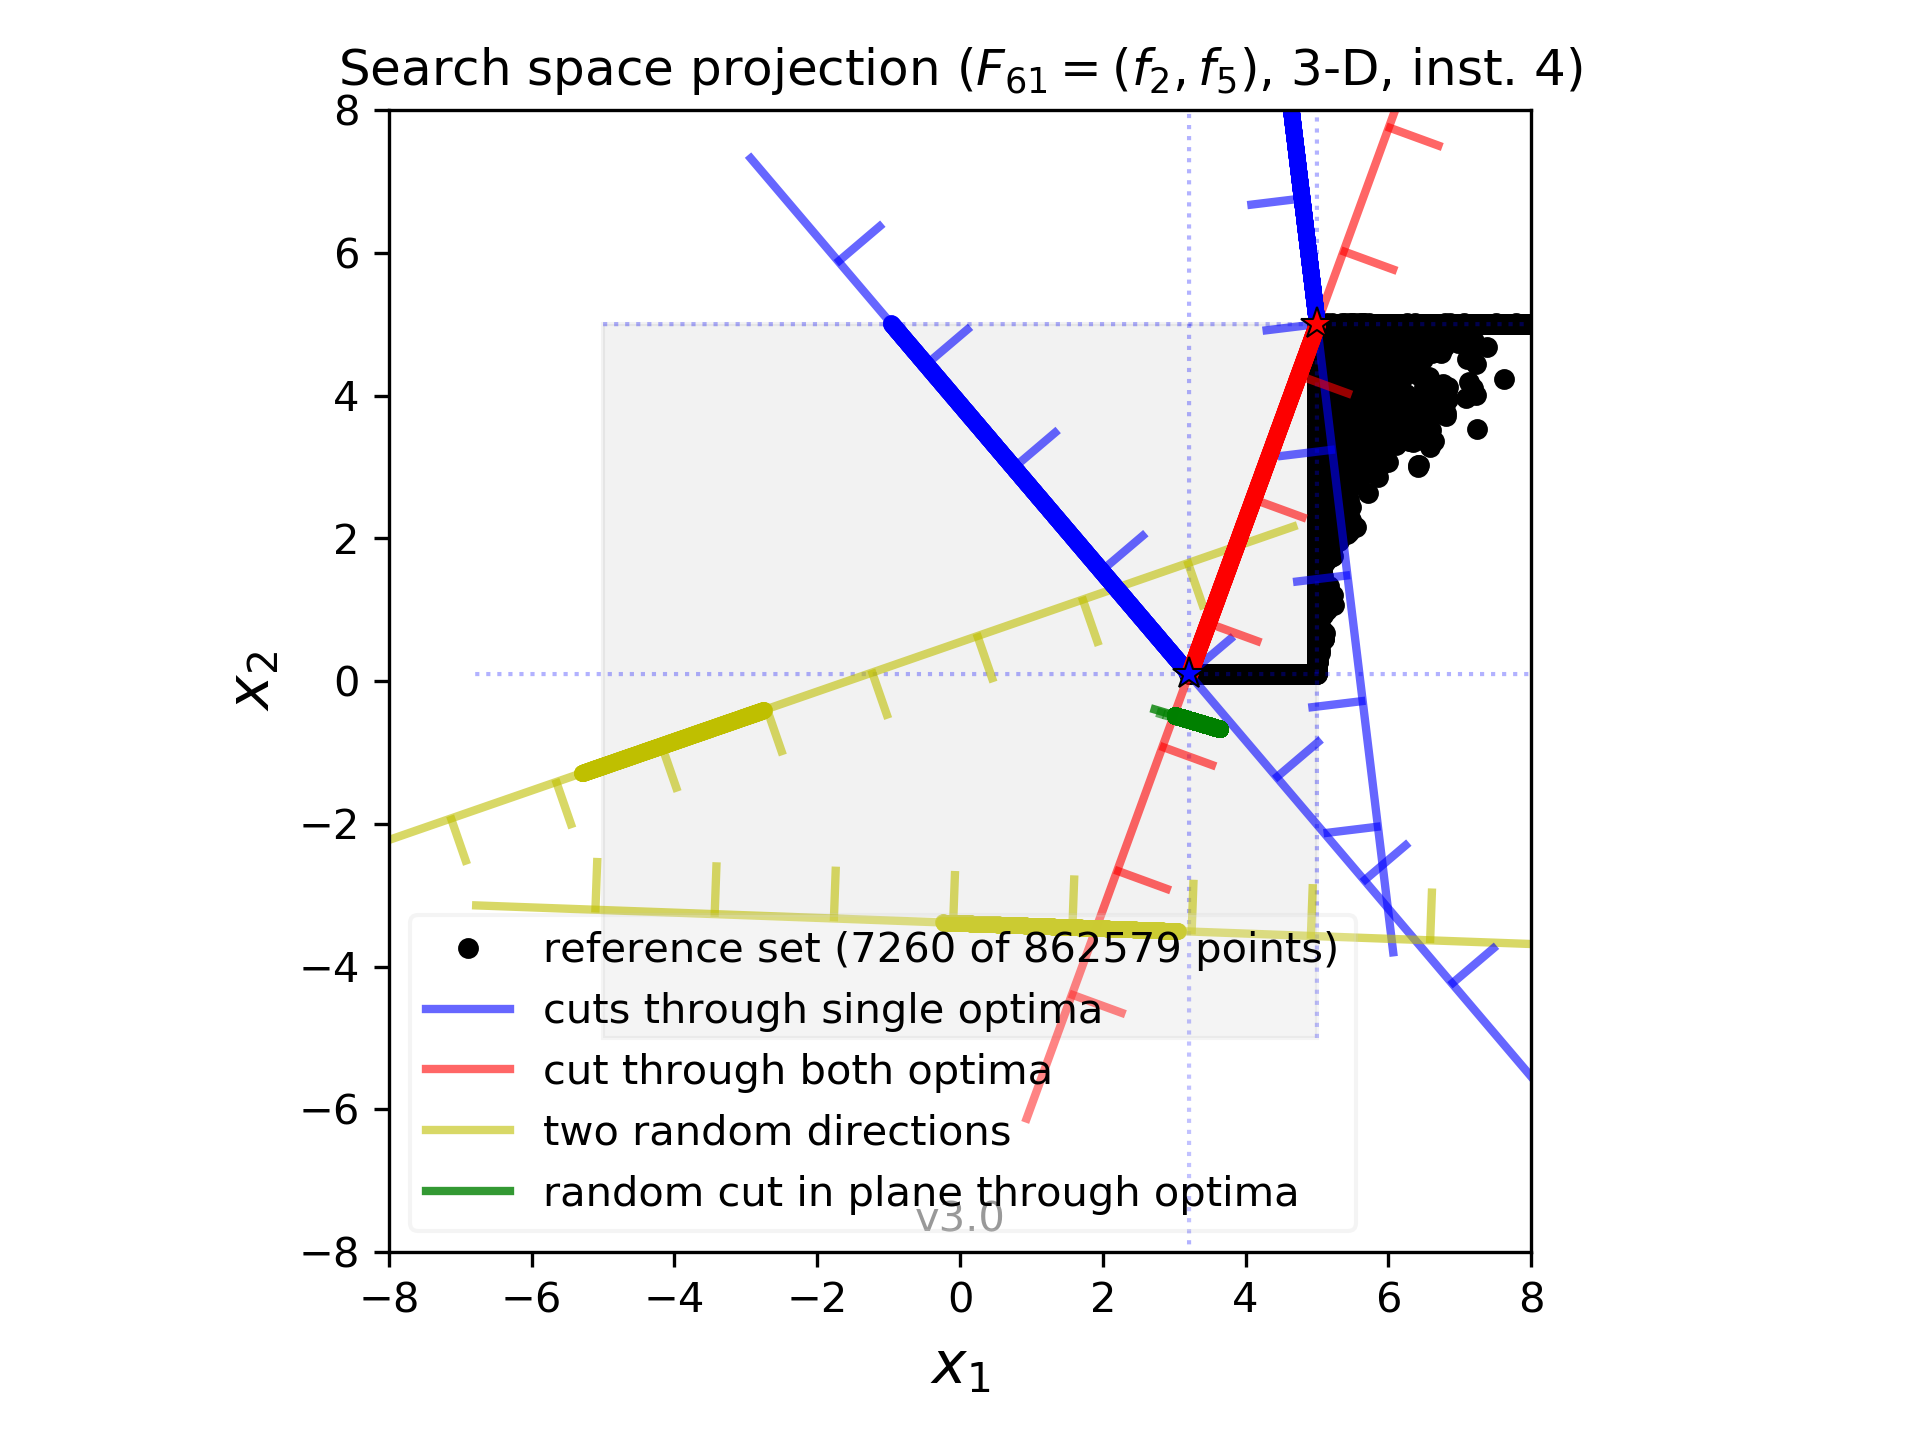 Search space projection (F₆₁ = (f₂, f₅), 3-D, inst. 4)
8
6
4
2
0
−2
−4
−6
−8
x₂
reference set (7260 of 862579 points)
cuts through single optima
cut through both optima
two random directions
random cut in plane through optima
v3.0
−8 −6 −4 −2 0 2 4 6 8
x₁